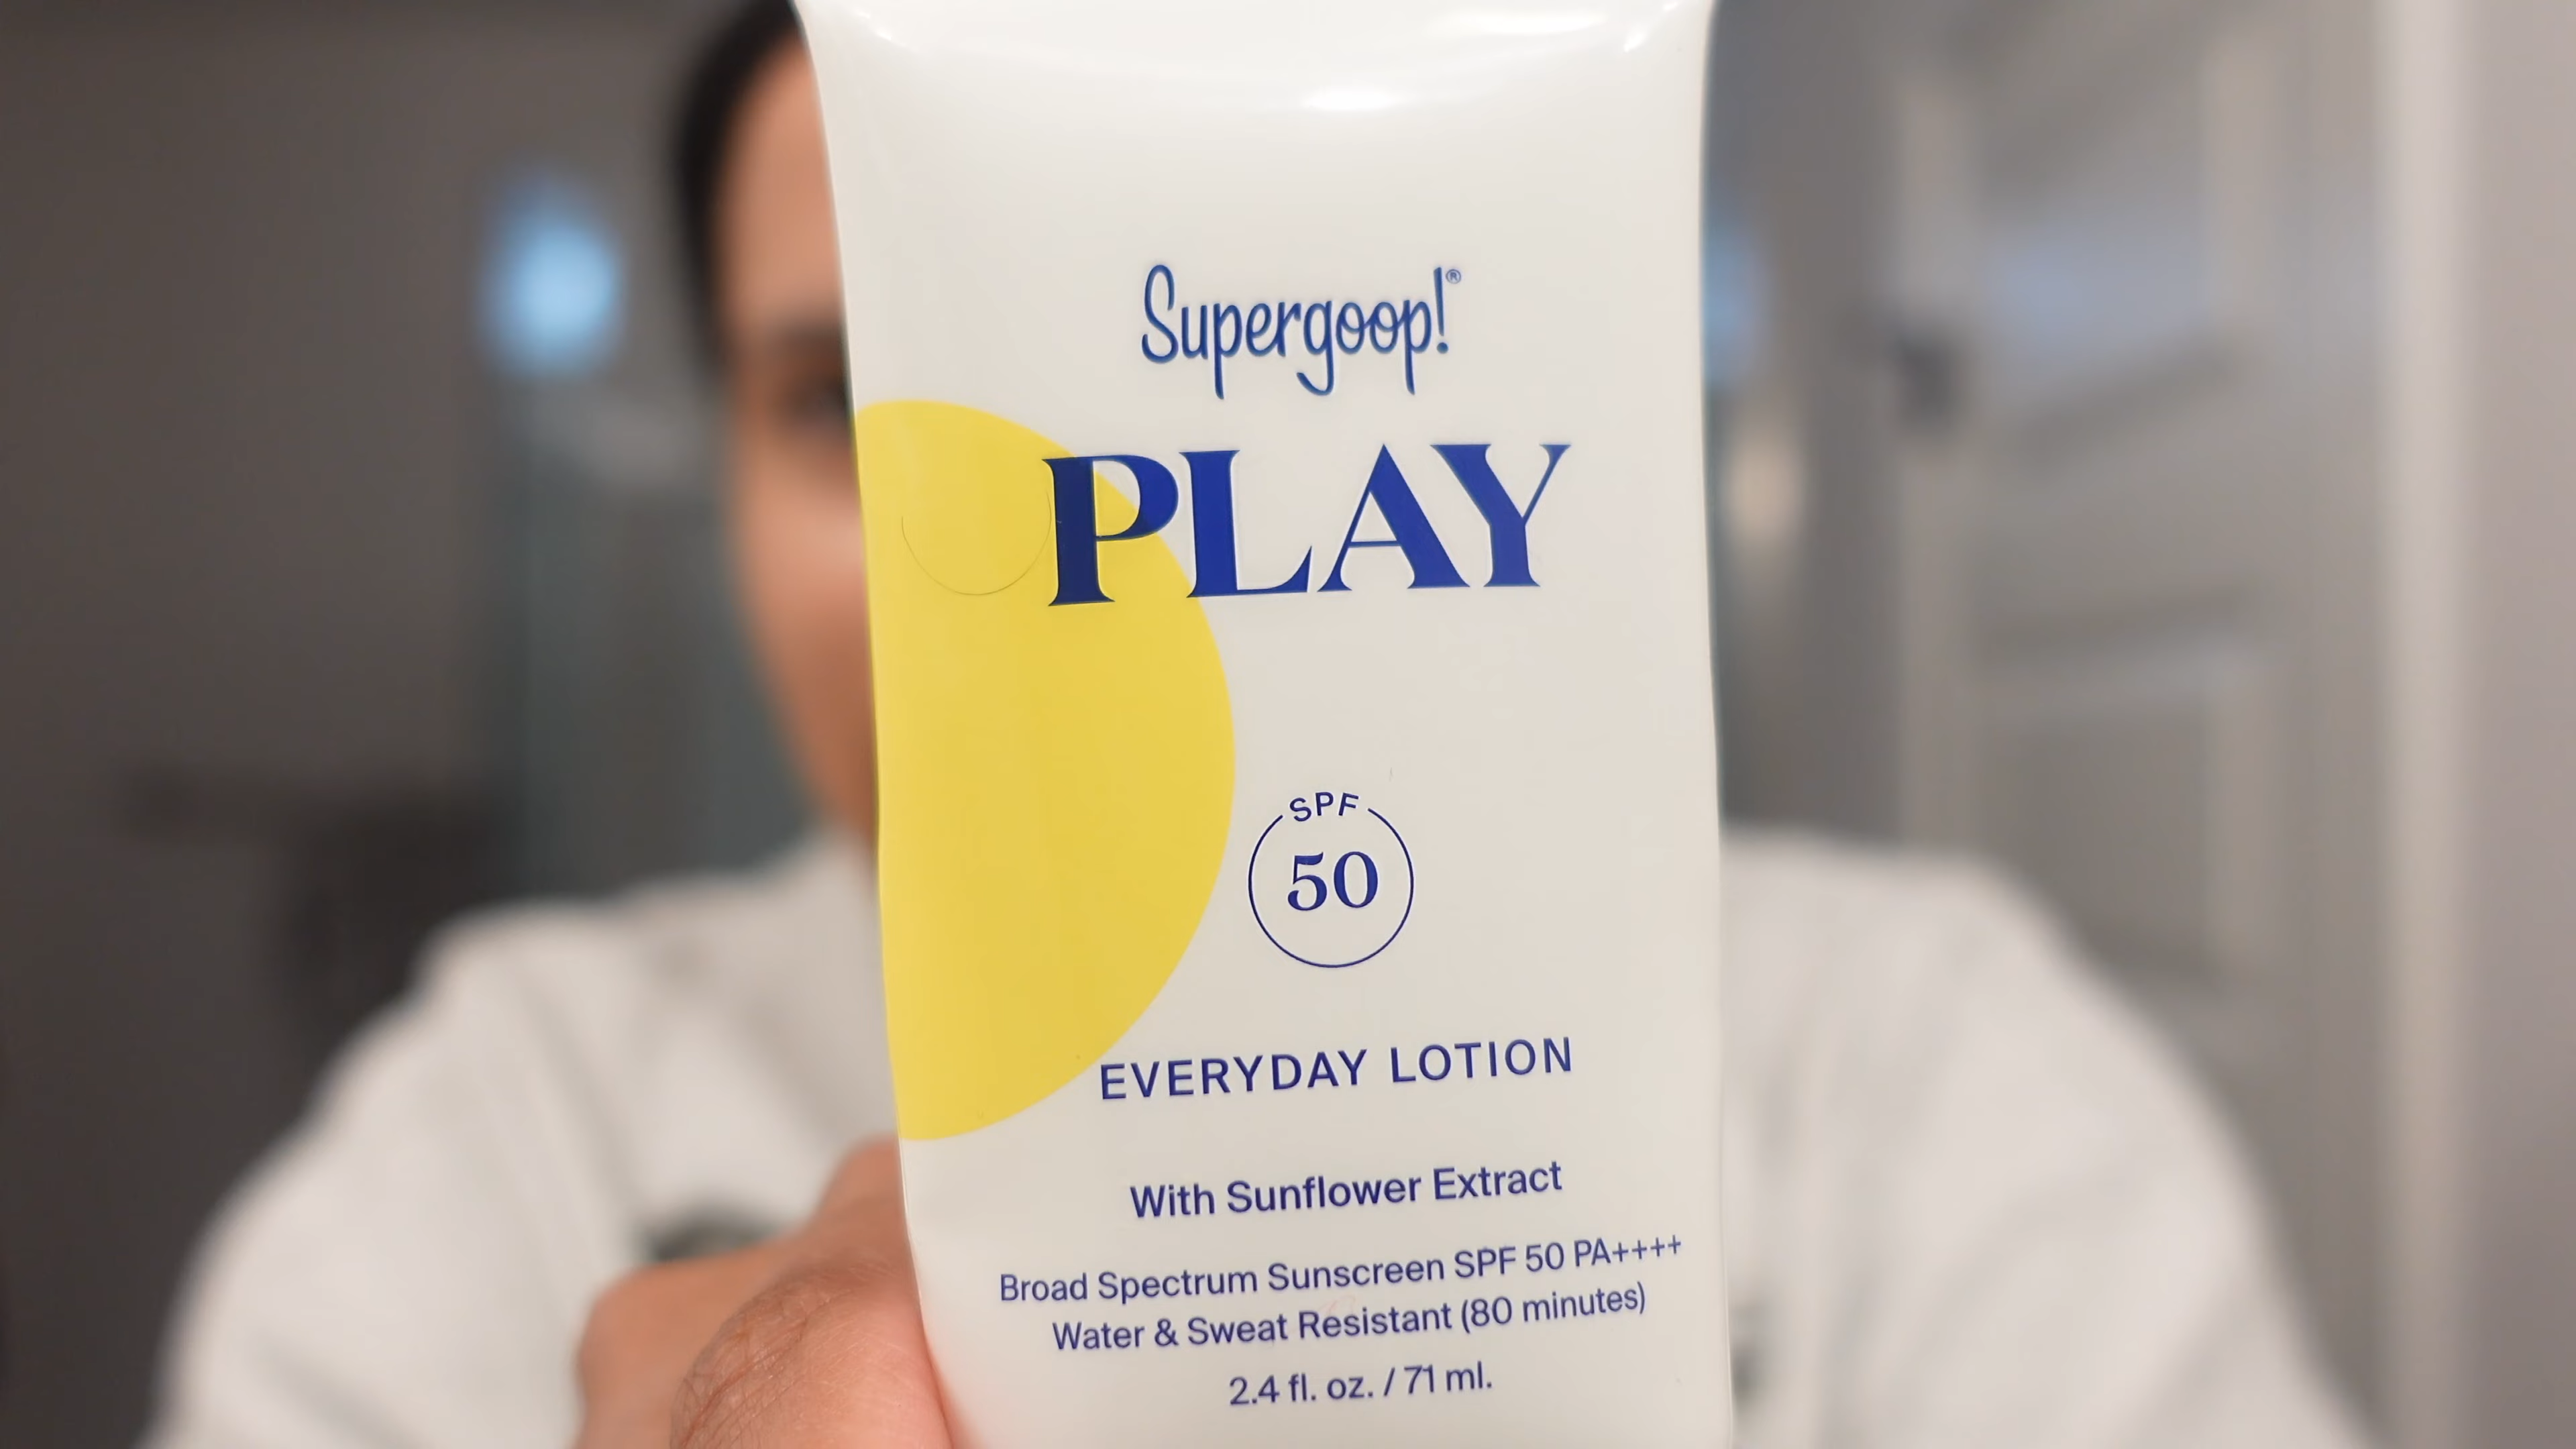 Supergoop!®
PLAY
SPF
50
EVERYDAY LOTION
With Sunflower Extract
Broad Spectrum Sunscreen SPF 50 PA++++
Water & Sweat Resistant (80 minutes)
2.4 fl. oz. / 71 ml.